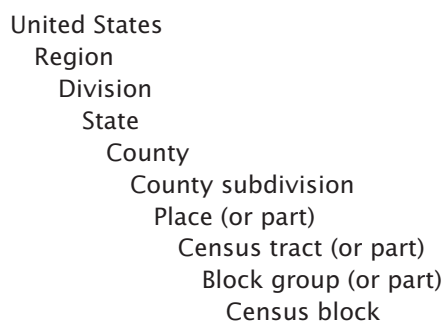 United States
Region
Division
State
County
County subdivision
Place (or part)
Census tract (or part)
Block group (or part)
Census block